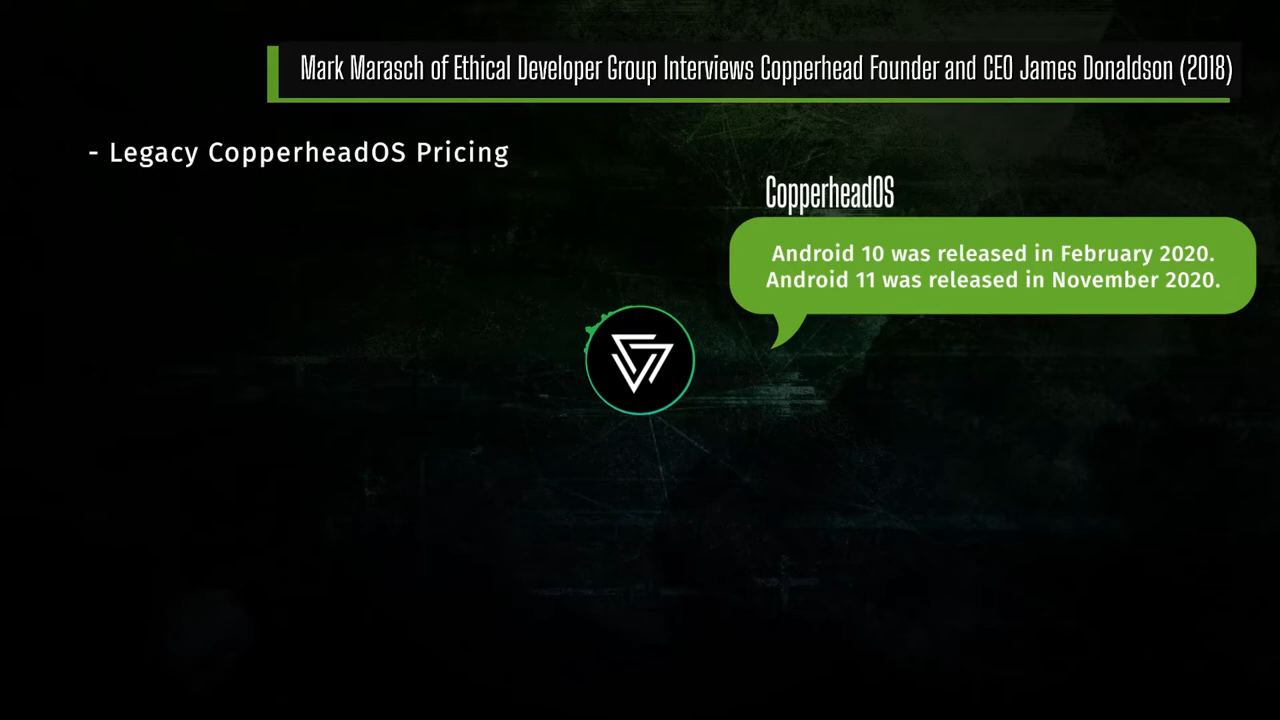 Mark Marasch of Ethical Developer Group Interviews Copperhead Founder and CEO James Donaldson (2018)
- Legacy CopperheadOS Pricing
CopperheadOS
Android 10 was released in February 2020.
Android 11 was released in November 2020.